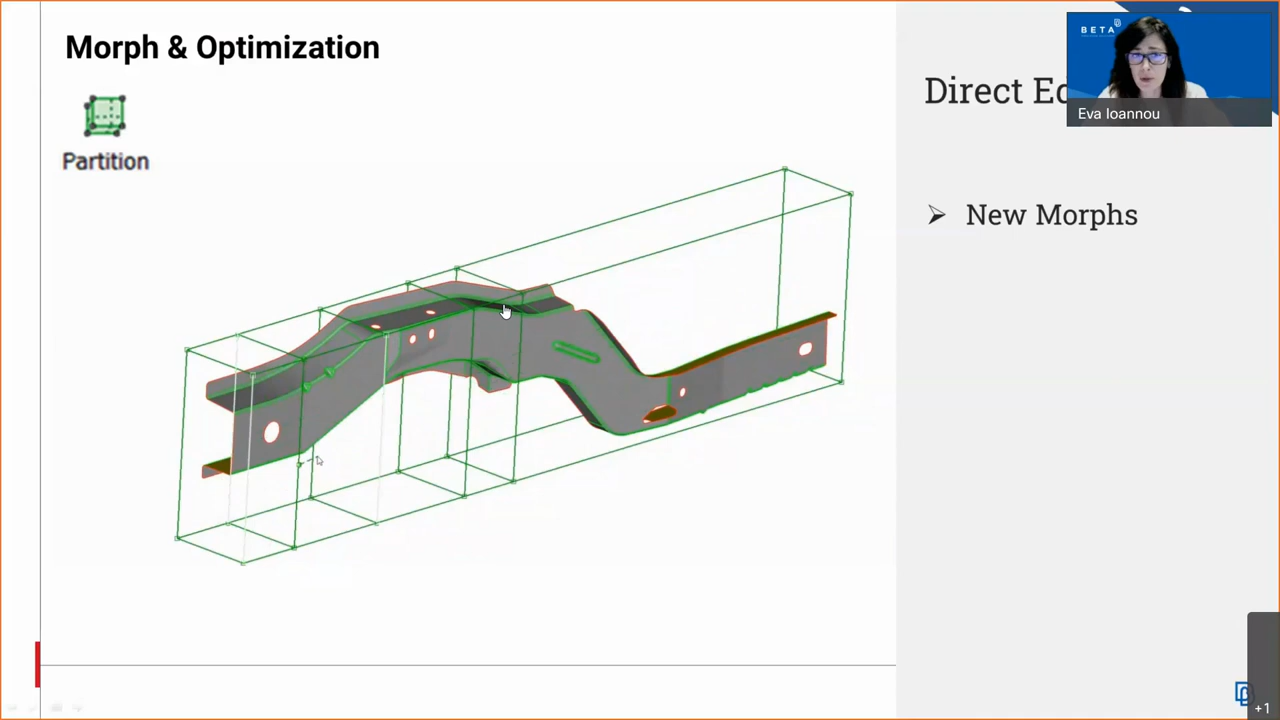 Morph & Optimization
Partition
Direct Ed
BETA
Eva Ioannou
➢ New Morphs
+1